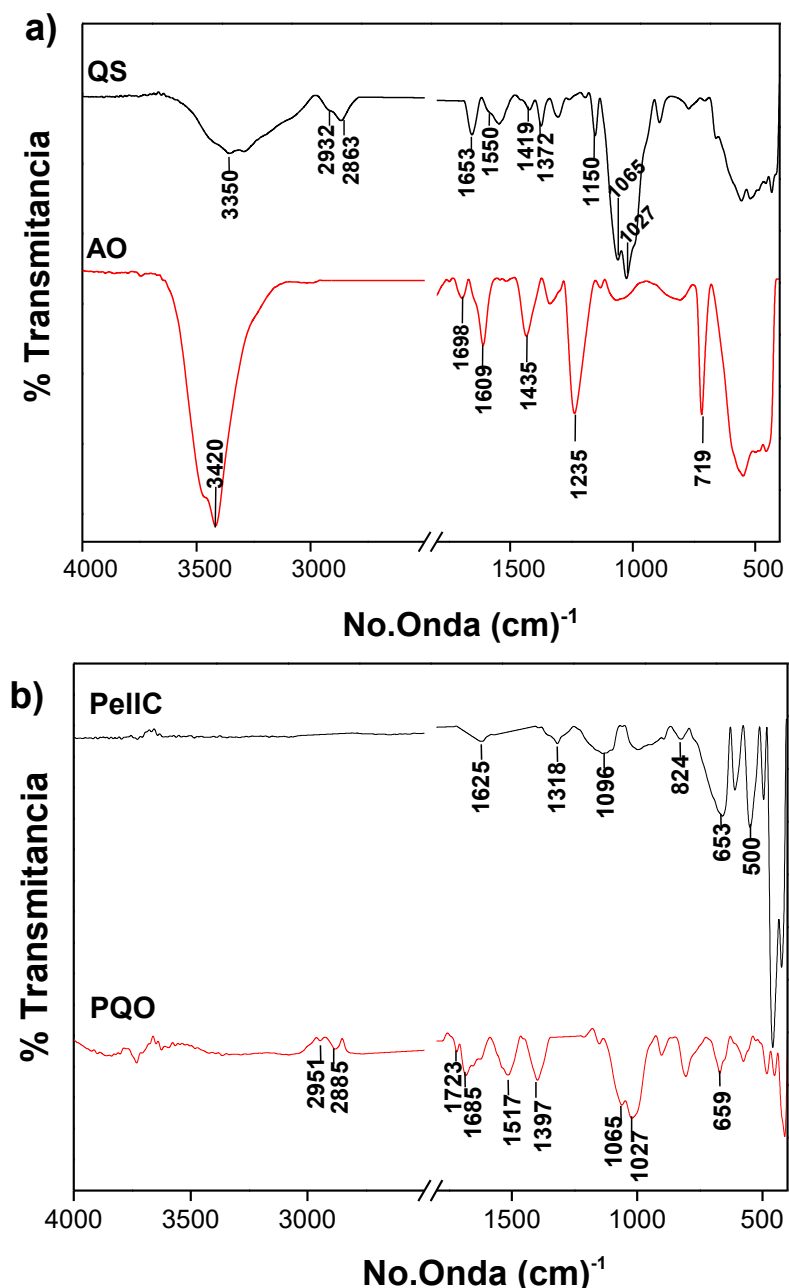 a)
QS
3350
2932
2863
1653
1550
1419
1372
1150
1065
1027
AO
3420
1698
1609
1435
1235
719
% Transmitancia
4000 3500 3000 1500 1000 500
No.Onda (cm)-1
b)
PelIC
1625
1318
1096
824
653
500
PQO
2951
2885
1723
1685
1517
1397
1065
1027
659
% Transmitancia
4000 3500 3000 1500 1000 500
No.Onda (cm)-1